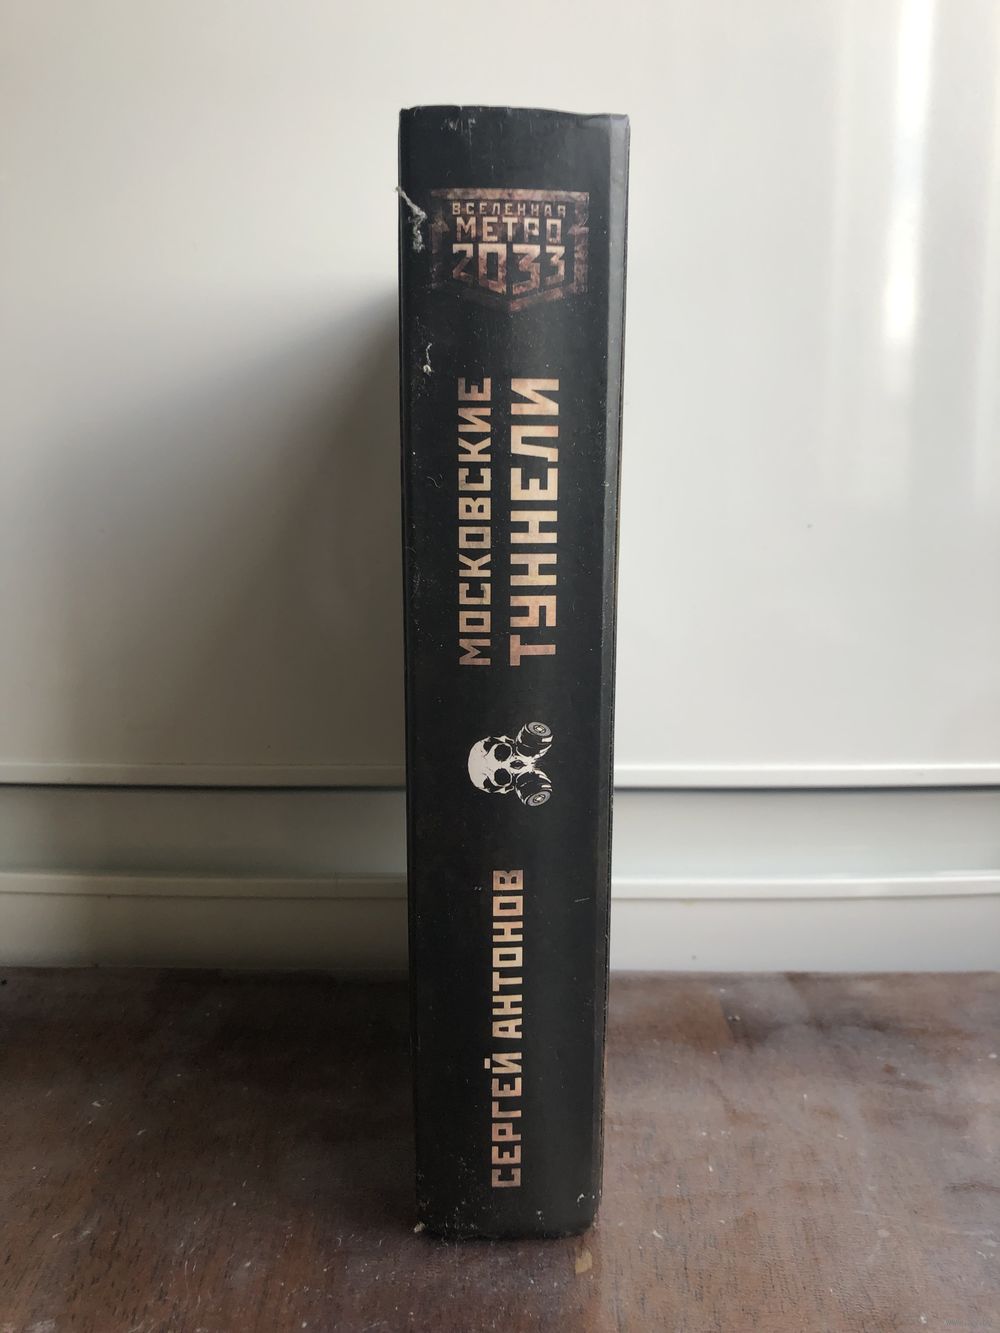 ВСЕЛЕННАЯ
МЕТРО
2033
МОСКОВСКИЕ
ТУННЕЛИ
СЕРГЕЙ АНТОНОВ